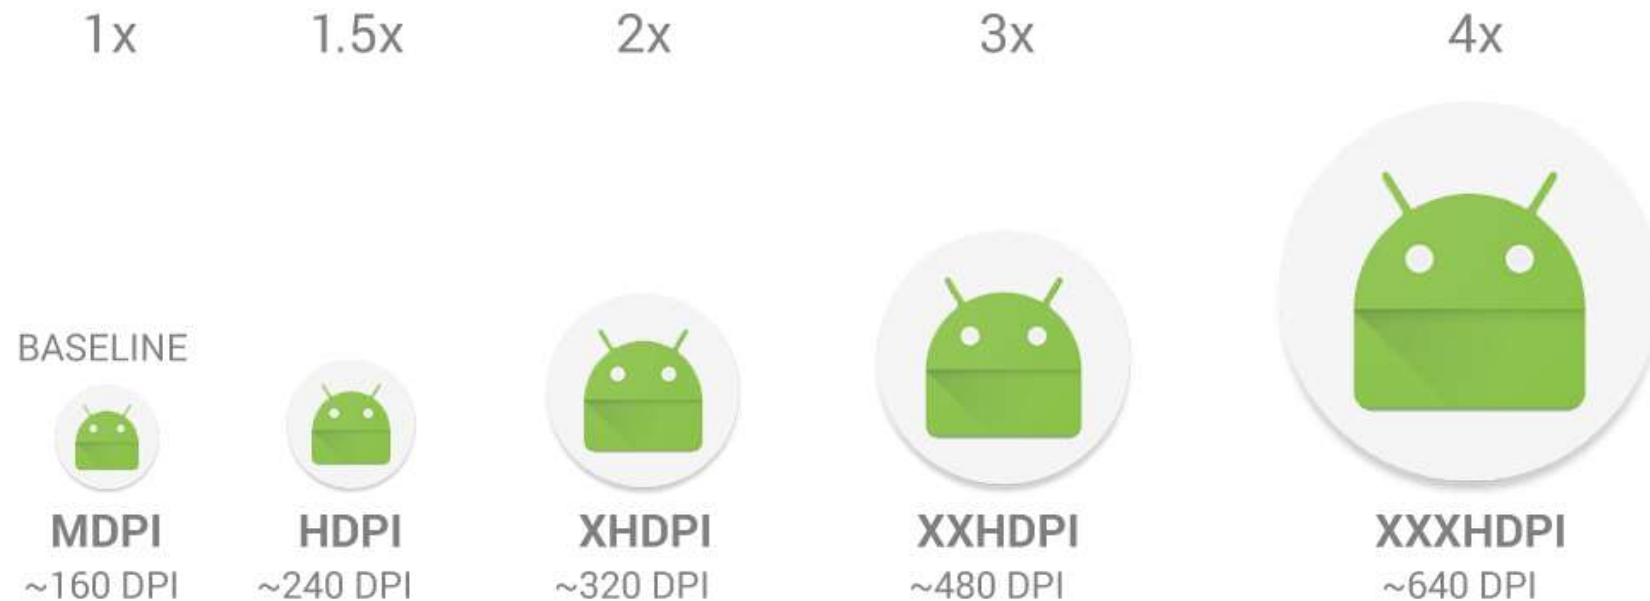 1x 1.5x 2x 3x 4x
BASELINE
MDPI HDPI XHDPI XXHDPI XXXHDPI
~160 DPI ~240 DPI ~320 DPI ~480 DPI ~640 DPI